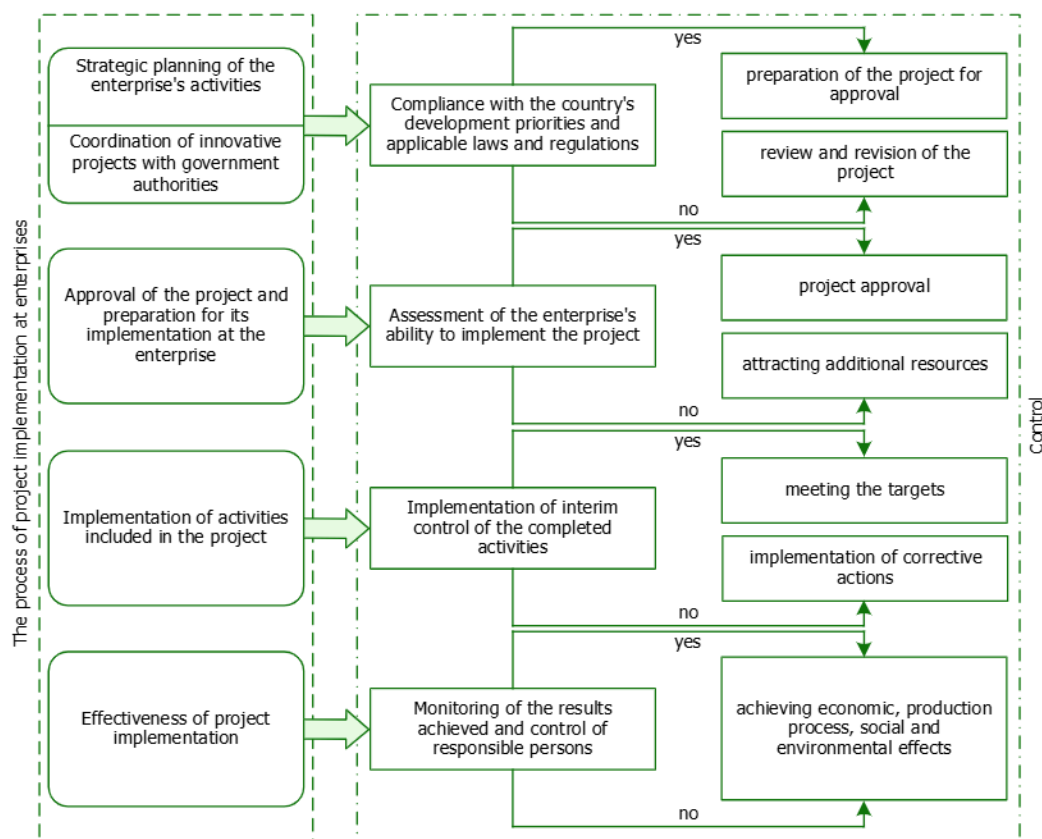 The process of project implementation at enterprises
Strategic planning of the
enterprise's activities
Coordination of innovative
projects with government
authorities
Compliance with the country's
development priorities and
applicable laws and regulations
yes
preparation of the project for
approval
review and revision of the
project
no
Approval of the project and
preparation for its
implementation at the
enterprise
Assessment of the enterprise's
ability to implement the project
yes
project approval
attracting additional resources
no
Implementation of activities
included in the project
Implementation of interim
control of the completed
activities
yes
meeting the targets
implementation of corrective
actions
no
Effectiveness of project
implementation
Monitoring of the results
achieved and control of
responsible persons
yes
achieving economic, production
process, social and
environmental effects
no
Control